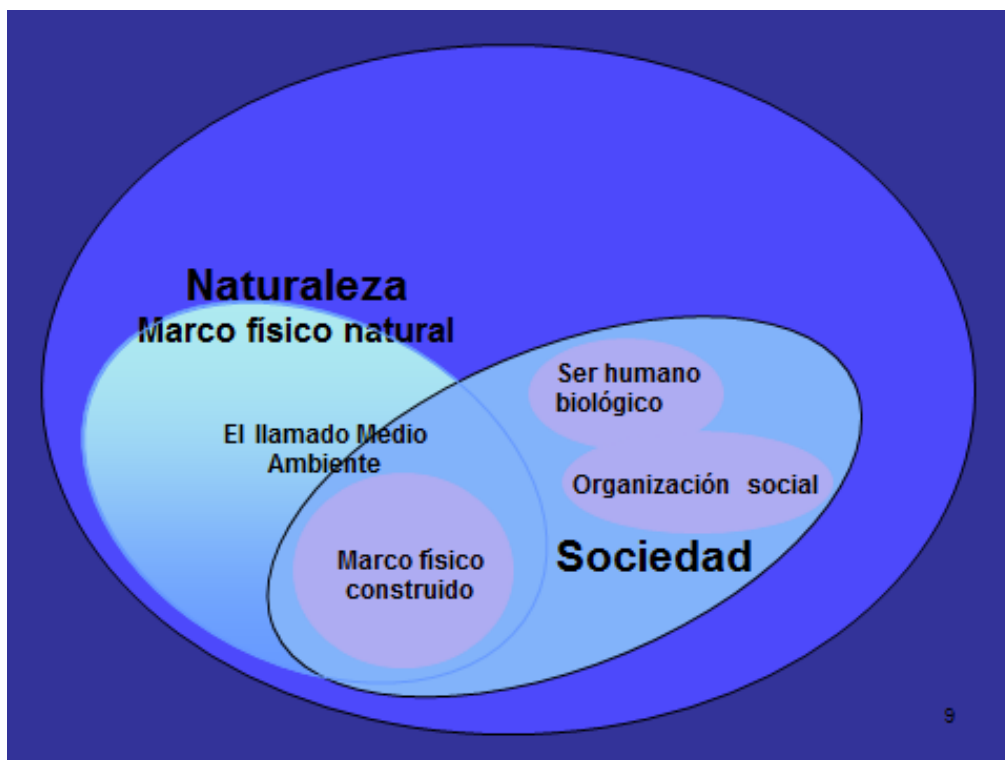 Naturaleza
Marco físico natural
Ser humano
biológico
El llamado Medio
Ambiente
Organización social
Marco físico
construido
Sociedad
9